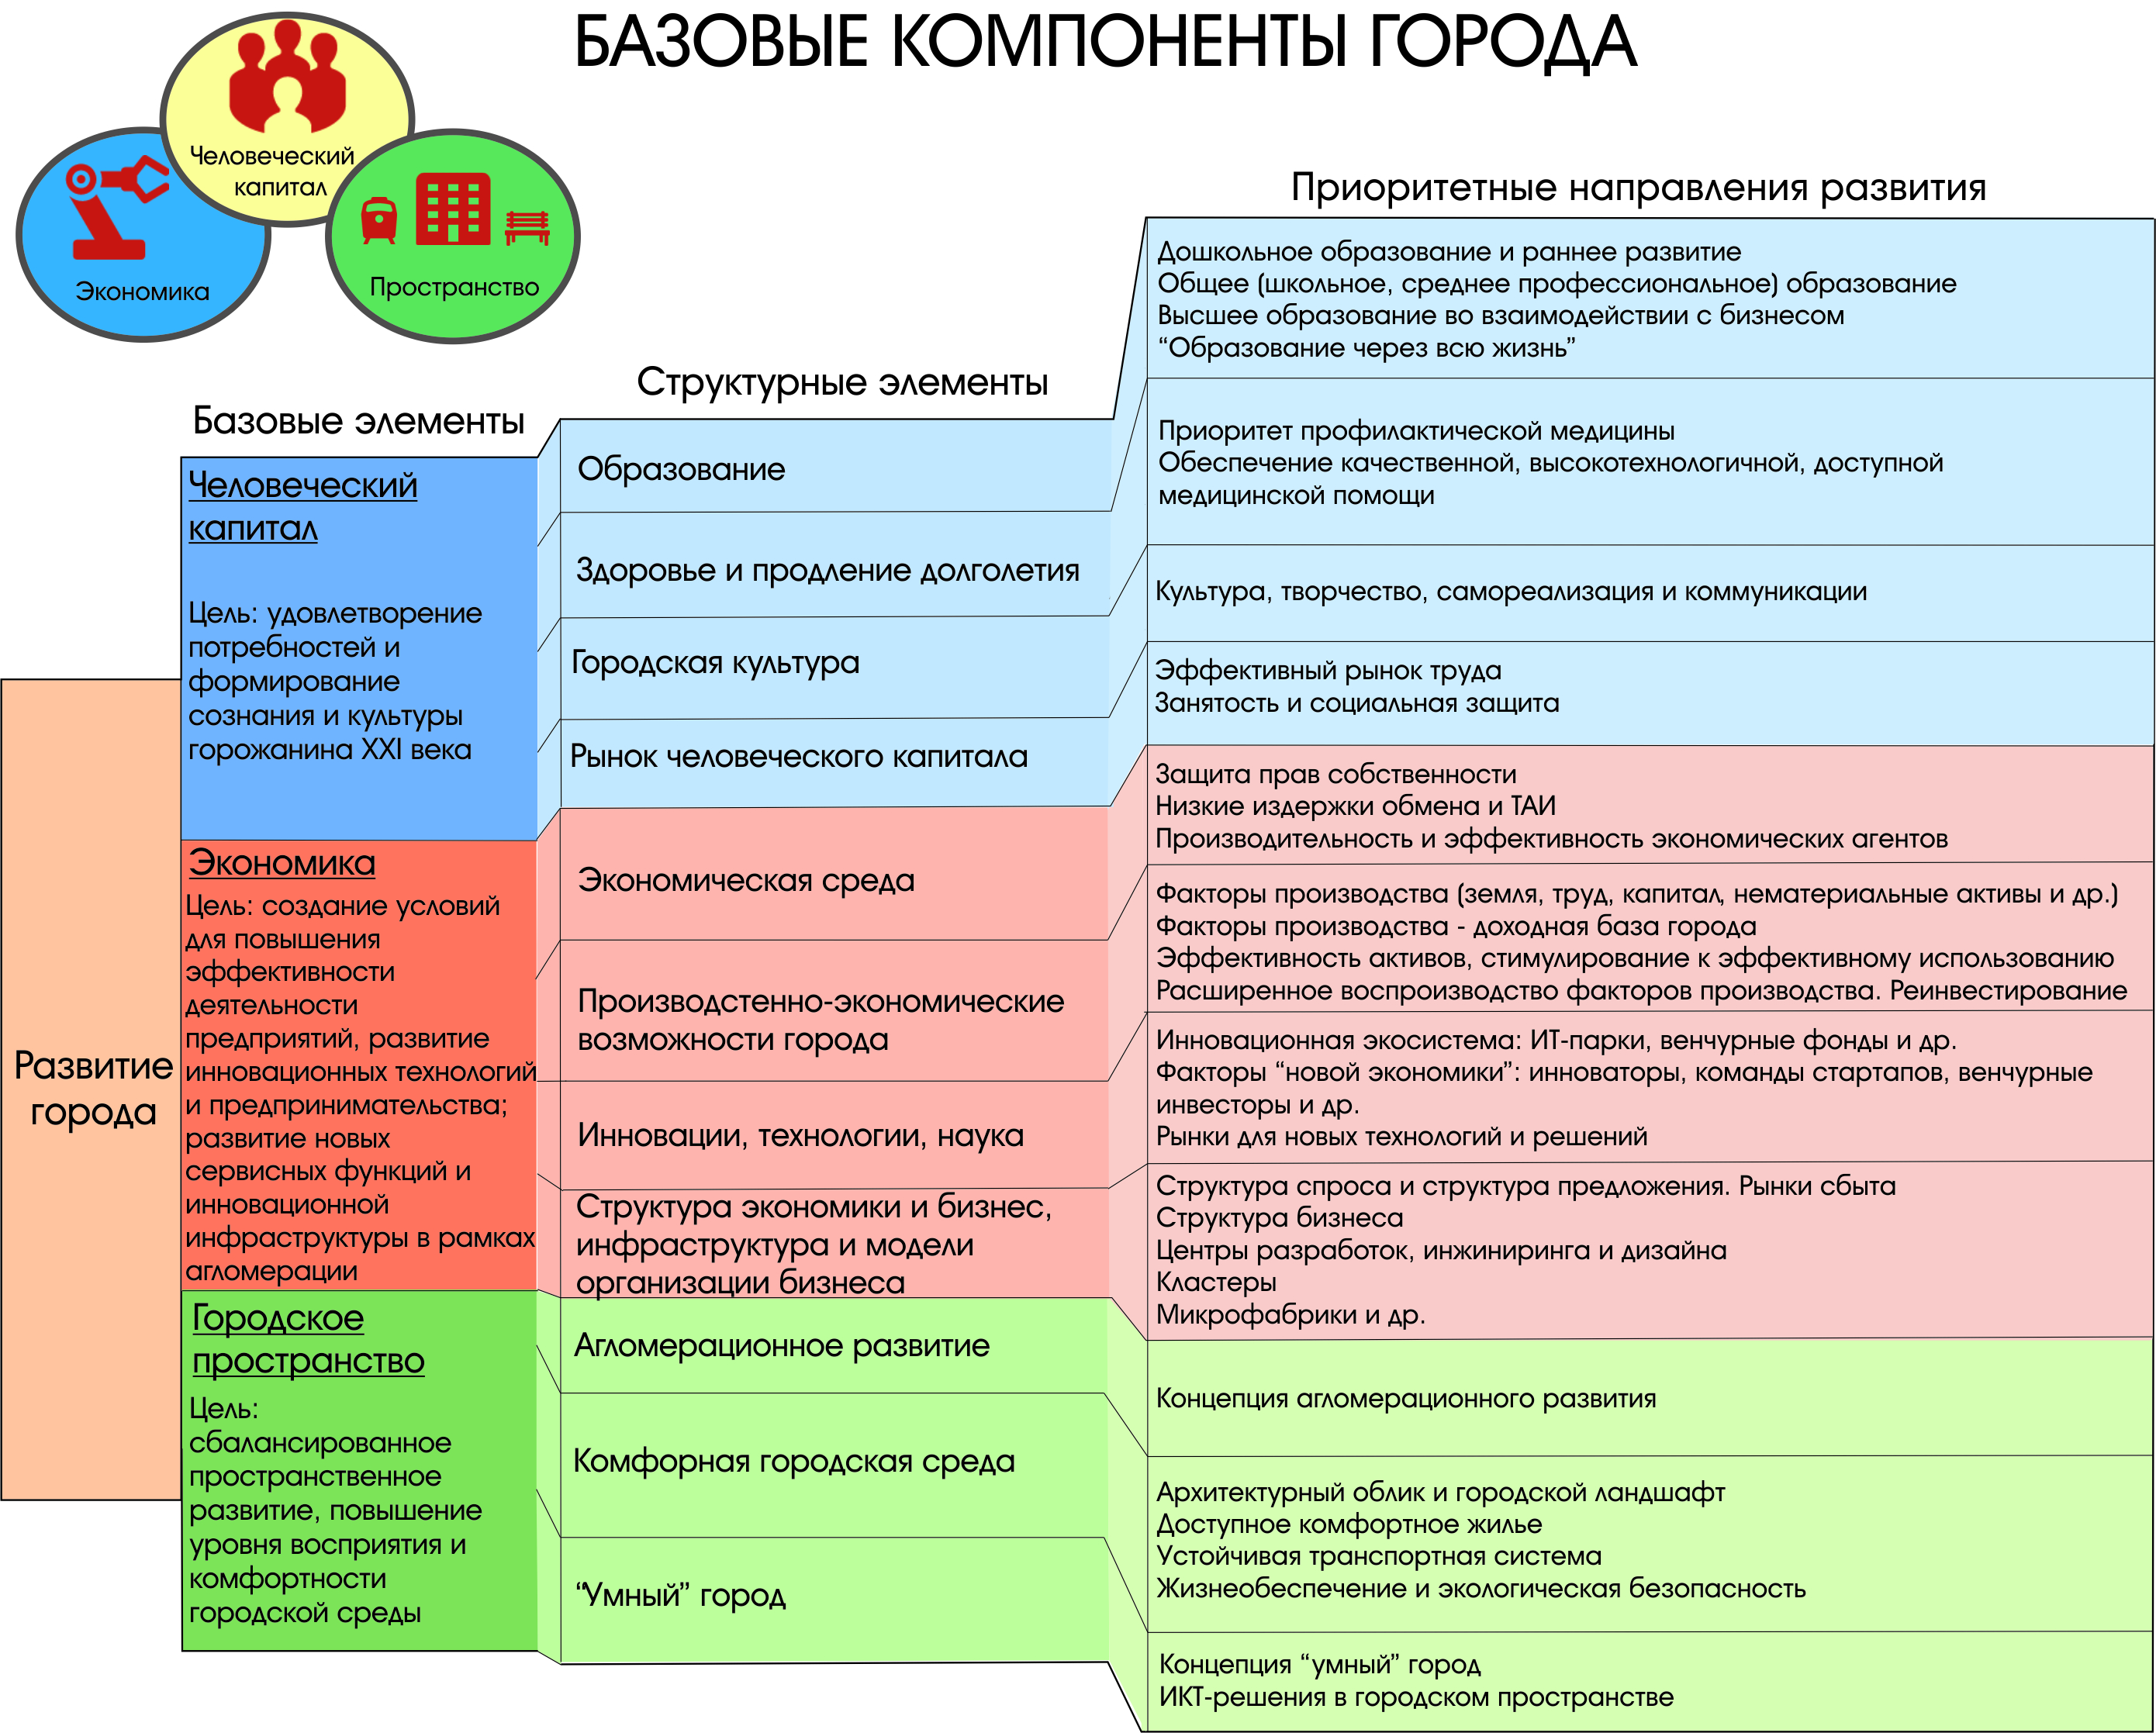 БАЗОВЫЕ КОМПОНЕНТЫ ГОРОДА
Человеческий
капитал
Экономика
Пространство
Базовые элементы
Структурные элементы
Приоритетные направления развития
Развитие
города
Человеческий
капитал
Цель: удовлетворение
потребностей и
формирование
сознания и культуры
горожанина XXI века
Образование
Дошкольное образование и раннее развитие
Общее (школьное, среднее профессиональное) образование
Высшее образование во взаимодействии с бизнесом
“Образование через всю жизнь”
Здоровье и продление долголетия
Приоритет профилактической медицины
Обеспечение качественной, высокотехнологичной, доступной
медицинской помощи
Городская культура
Культура, творчество, самореализация и коммуникации
Рынок человеческого капитала
Эффективный рынок труда
Занятость и социальная защита
Экономика
Цель: создание условий
для повышения
эффективности
деятельности
предприятий, развитие
инновационных технологий
и предпринимательства;
развитие новых
сервисных функций и
инновационной
инфраструктуры в рамках
агломерации
Экономическая среда
Защита прав собственности
Низкие издержки обмена и ТАИ
Производительность и эффективность экономических агентов
Производстенно-экономические
возможности города
Факторы производства (земля, труд, капитал, нематериальные активы и др.)
Факторы производства - доходная база города
Эффективность активов, стимулирование к эффективному использованию
Расширенное воспроизводство факторов производства. Реинвестирование
Инновации, технологии, наука
Инновационная экосистема: ИТ-парки, венчурные фонды и др.
Факторы “новой экономики”: инноваторы, команды стартапов, венчурные
инвесторы и др.
Рынки для новых технологий и решений
Структура экономики и бизнес,
инфраструктура и модели
организации бизнеса
Структура спроса и структура предложения. Рынки сбыта
Структура бизнеса
Центры разработок, инжиниринга и дизайна
Кластеры
Микрофабрики и др.
Городское
пространство
Цель:
сбалансированное
пространственное
развитие, повышение
уровня восприятия и
комфортности
городской среды
Агломерационное развитие
Концепция агломерационного развития
Комфорная городская среда
Архитектурный облик и городской ландшафт
Доступное комфортное жилье
Устойчивая транспортная система
Жизнеобеспечение и экологическая безопасность
“Умный” город
Концепция “умный” город
ИКТ-решения в городском пространстве